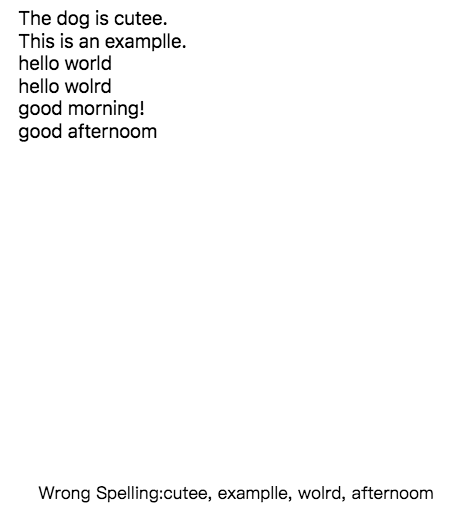 The dog is cutee.
This is an examplle.
hello world
hello wolrd
good morning!
good afternoom
Wrong Spelling:cutee, examplle, wolrd, afternoom